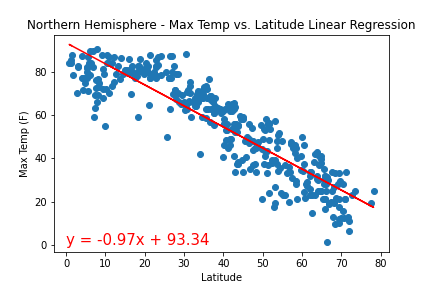 Northern Hemisphere - Max Temp vs. Latitude Linear Regression
Max Temp (F)
80
60
40
20
0
y = -0.97x + 93.34
0 10 20 30 40 50 60 70 80
Latitude